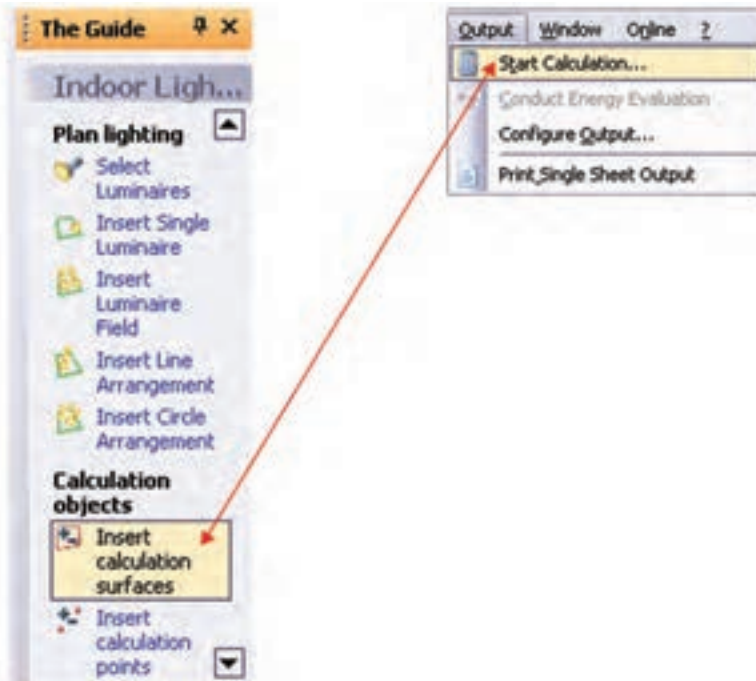 The Guide
Indoor Ligh...
Plan lighting
Select
Luminaires
Insert Single
Luminaire
Insert
Luminaire
Field
Insert Line
Arrangement
Insert Circle
Arrangement
Calculation
objects
Insert
calculation
surfaces
Insert
calculation
points
Output Window Online ?
Start Calculation...
Conduct Energy Evaluation
Configure Output...
Print Single Sheet Output